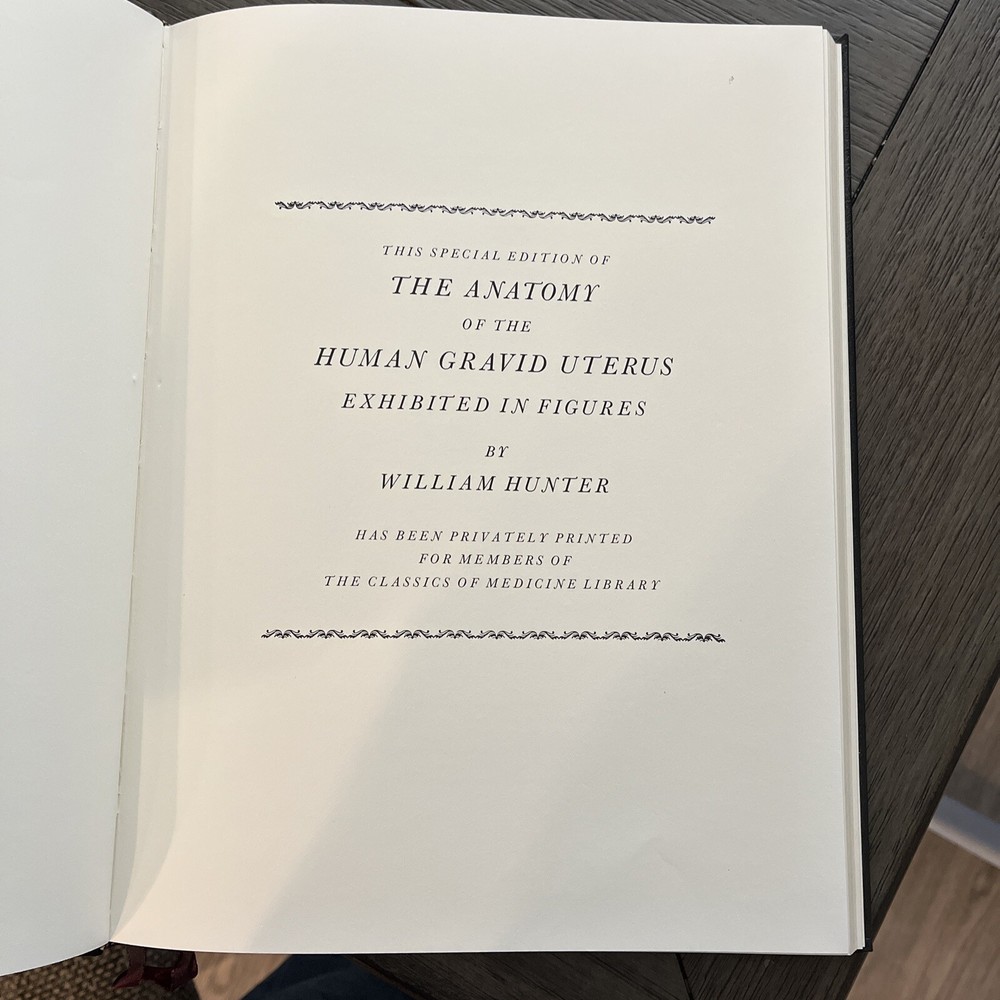 THIS SPECIAL EDITION OF
THE ANATOMY
OF THE
HUMAN GRAVID UTERUS
EXHIBITED IN FIGURES
BY
WILLIAM HUNTER
HAS BEEN PRIVATELY PRINTED
FOR MEMBERS OF
THE CLASSICS OF MEDICINE LIBRARY